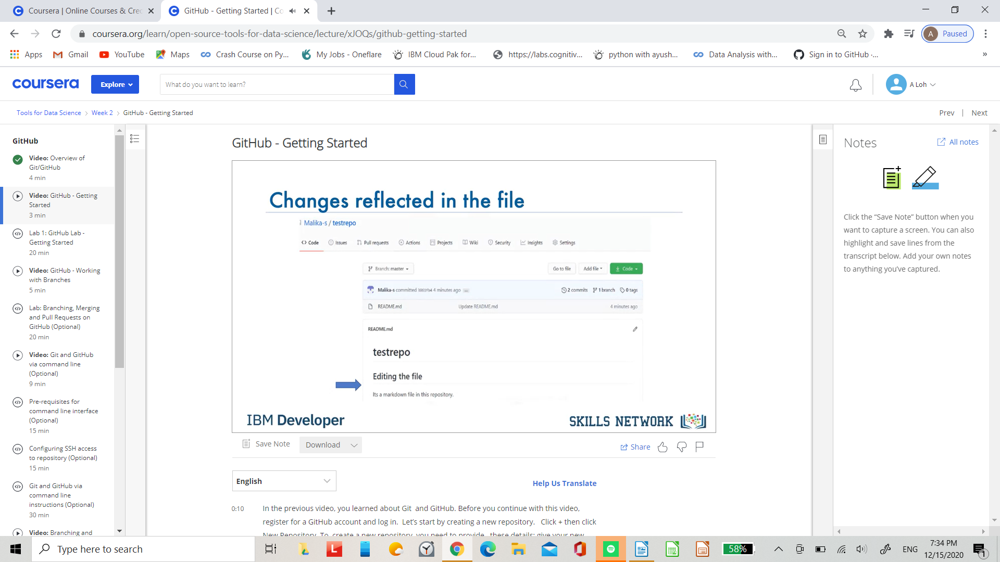 Coursera | Online Courses & Cred
GitHub - Getting Started | Co
coursera.org/learn/open-source-tools-for-data-science/lecture/xJOQs/github-getting-started
A Paused
Apps
Gmail
YouTube
Maps
Crash Course on Py...
My Jobs - Oneflare
IBM Cloud Pak for...
https://labs.cognitiv...
python with ayush...
Data Analysis with...
Sign in to GitHub ·...
»
coursera
Explore
What do you want to learn?
A Loh
Tools for Data Science > Week 2 > GitHub - Getting Started
Prev | Next
GitHub
Video: Overview of
Git/GitHub
4 min
Video: GitHub - Getting
Started
3 min
Lab 1: GitHub Lab -
Getting Started
20 min
Video: GitHub - Working
with Branches
5 min
Lab: Branching, Merging
and Pull Requests on
GitHub (Optional)
20 min
Video: Git and GitHub
via command line
(Optional)
9 min
Pre-requisites for
command line interface
(Optional)
15 min
Configuring SSH access
to repository (Optional)
15 min
Git and GitHub via
command line
instructions (Optional)
30 min
Video: Branching and
GitHub - Getting Started
Changes reflected in the file
Malika-s / testrepo
Code
Issues
Pull requests
Actions
Projects
Wiki
Security
Insights
Settings
Branch: master
Go to file
Add file
Code
Malika-s committed 3861fb4 4 minutes ago
2 commits
1 branch
0 tags
README.md
Update README.md
4 minutes ago
README.md
testrepo
Editing the file
Its a markdown file in this repository.
IBM Developer
SKILLS NETWORK
Save Note
Download
Share
English
Help Us Translate
0:10
In the previous video, you learned about Git and GitHub. Before you continue with this video,
register for a GitHub account and log in. Let's start by creating a new repository. Click + then click
New Repository. To create a new repository, you need to provide these details: give your new
Notes
All notes
Click the “Save Note” button when you
want to capture a screen. You can also
highlight and save lines from the
transcript below. Add your own notes
to anything you’ve captured.
Type here to search
58%
ENG
7:34 PM
12/15/2020
1